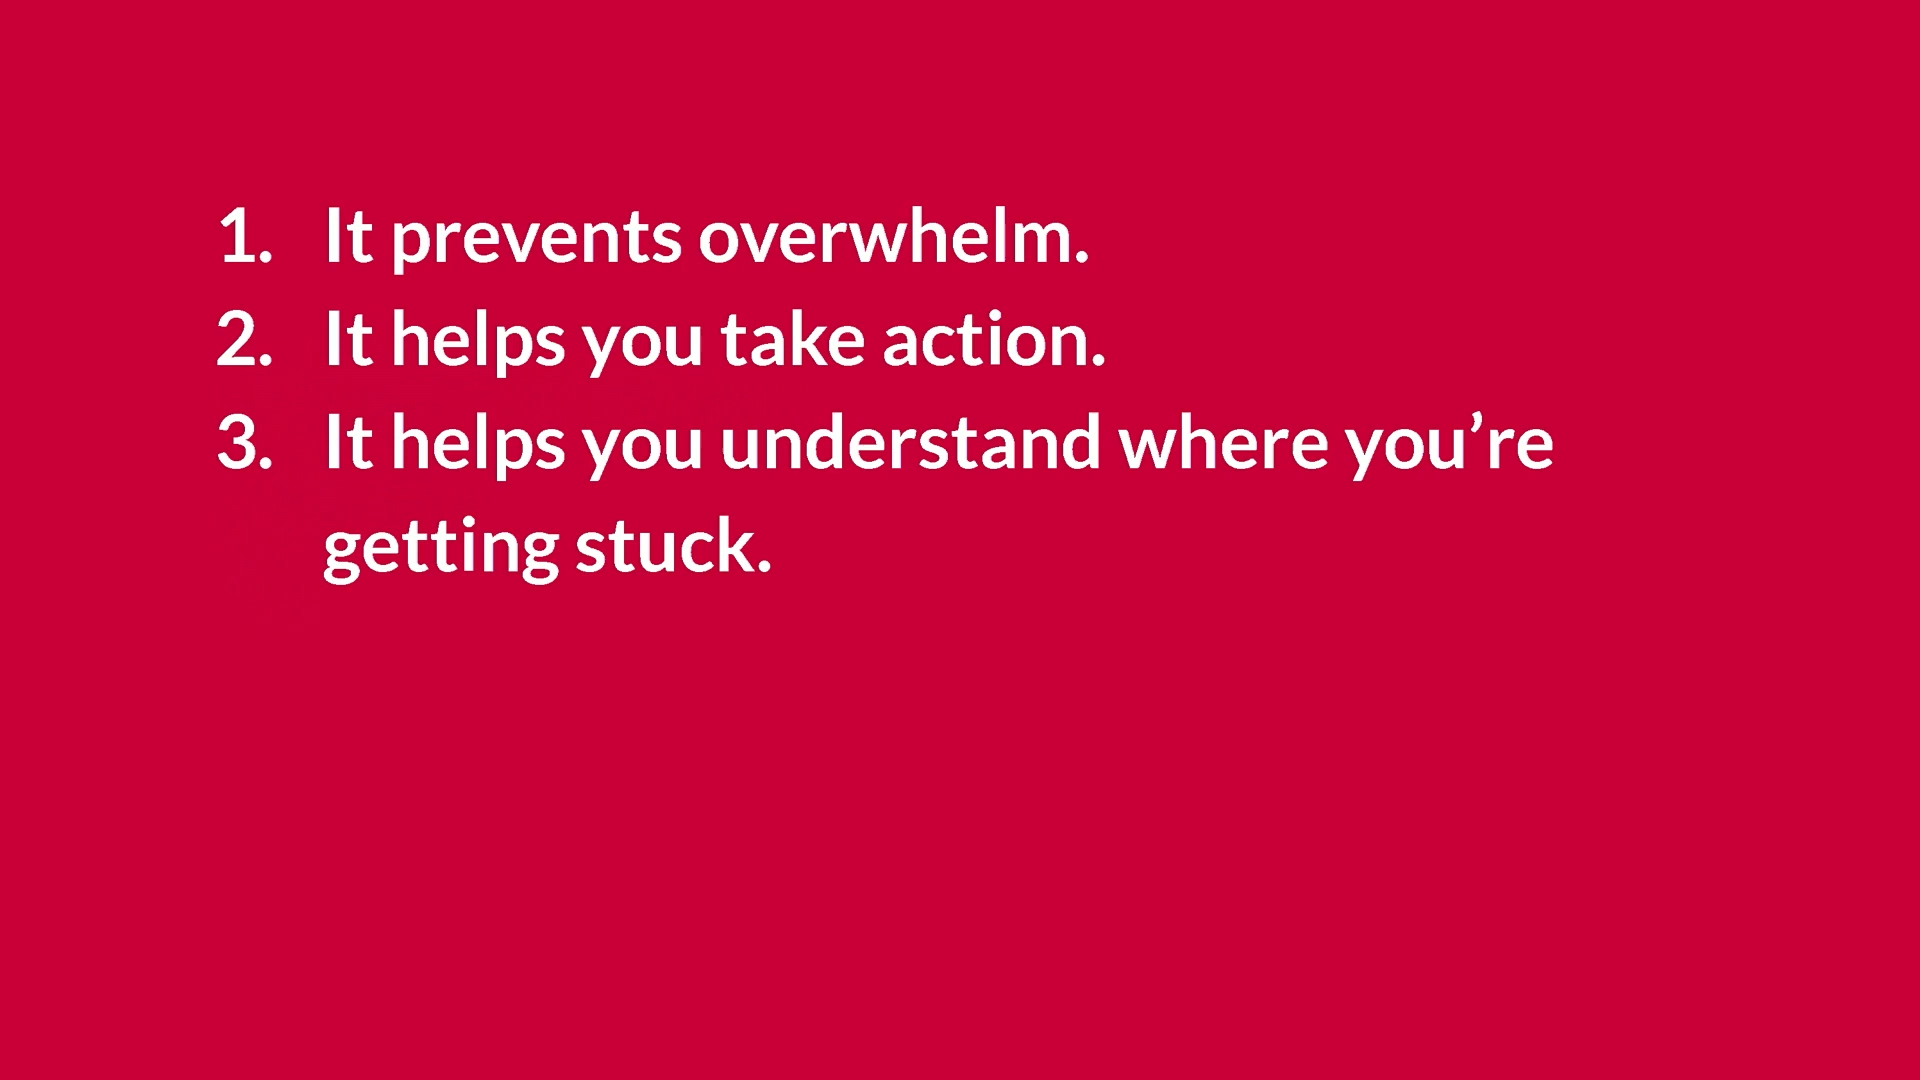 1. It prevents overwhelm.
2. It helps you take action.
3. It helps you understand where you’re
getting stuck.